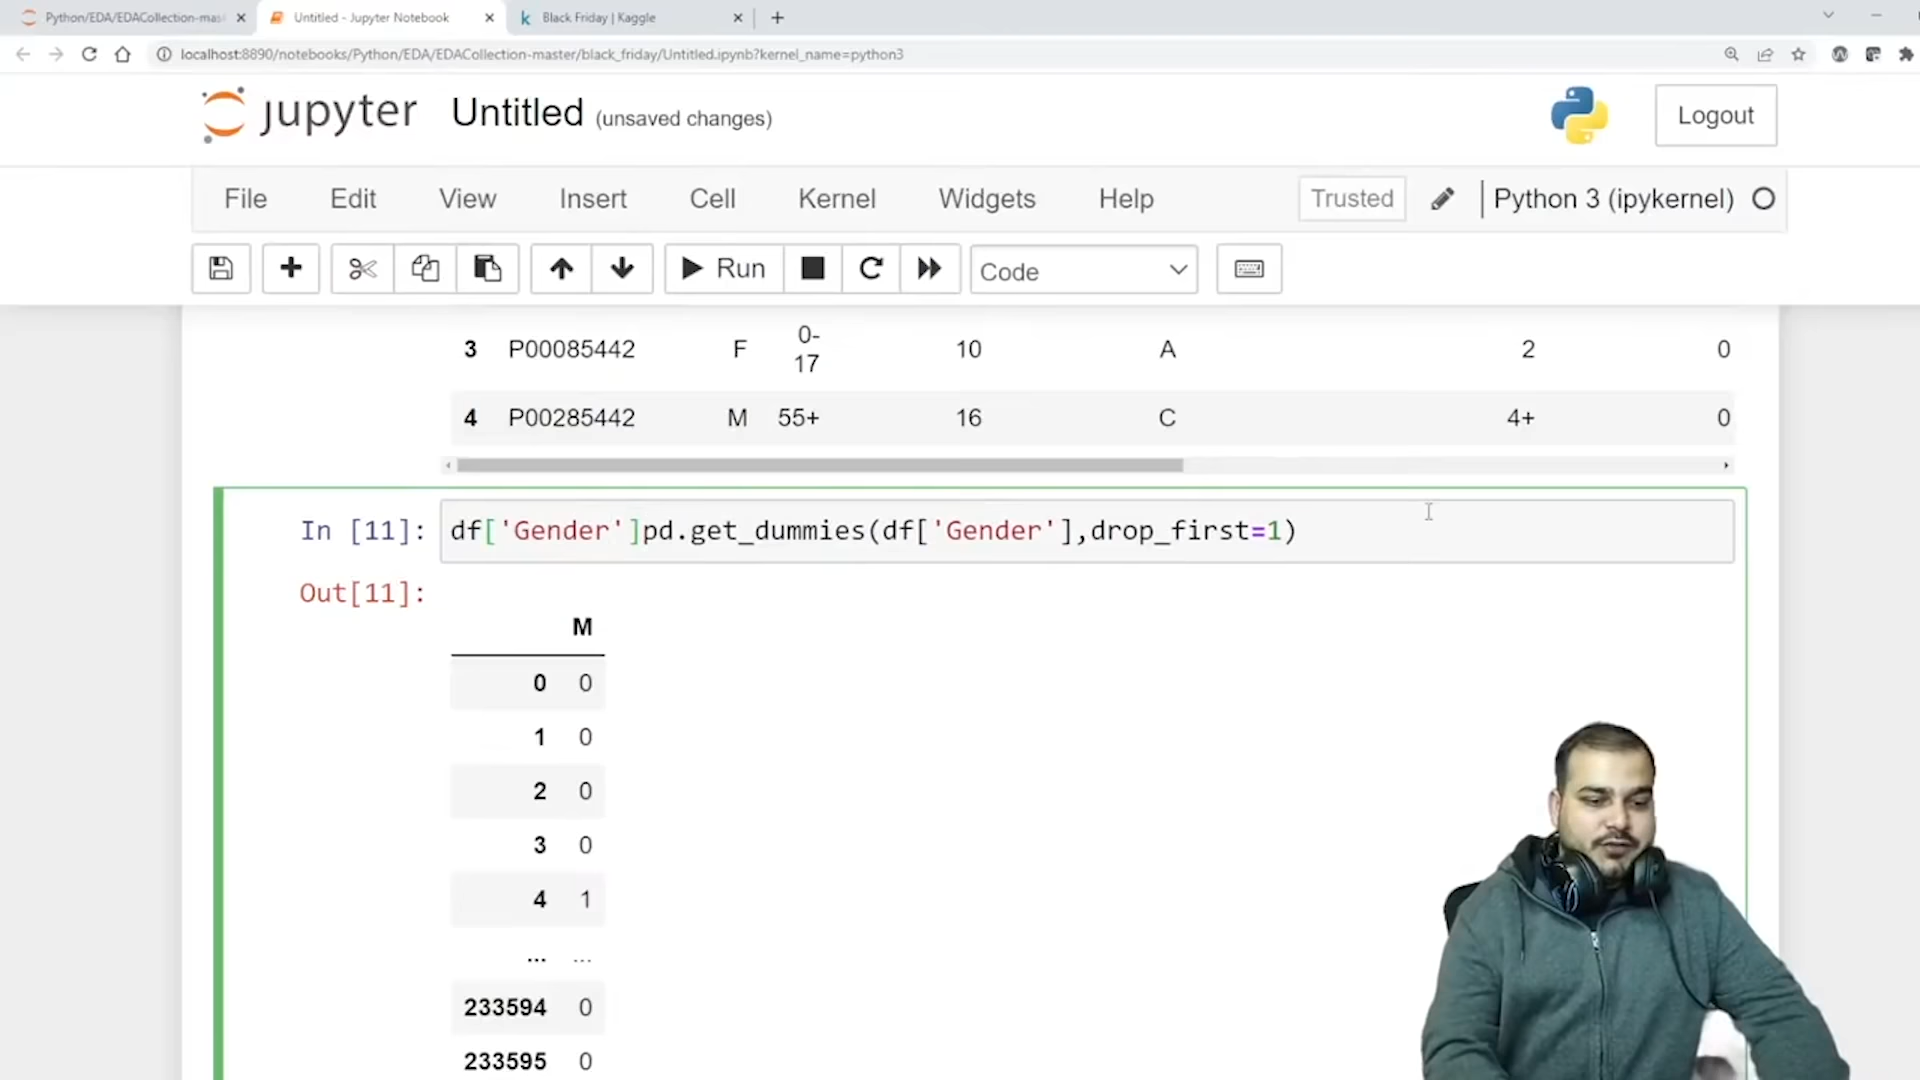 Python/EDA/EDACollection-mas
Untitled - Jupyter Notebook
Black Friday | Kaggle
localhost:8890/notebooks/Python/EDA/EDACollection-master/black_friday/Untitled.ipynb?kernel_name=python3
jupyter Untitled (unsaved changes)
Logout
File Edit View Insert Cell Kernel Widgets Help Trusted Python 3 (ipykernel)
Run Code
3 P00085442 F 0-
17 10 A 2 0
4 P00285442 M 55+ 16 C 4+ 0
In [11]: df['Gender']pd.get_dummies(df['Gender'],drop_first=1)
Out[11]:
M
0 0
1 0
2 0
3 0
4 1
... ...
233594 0
233595 0